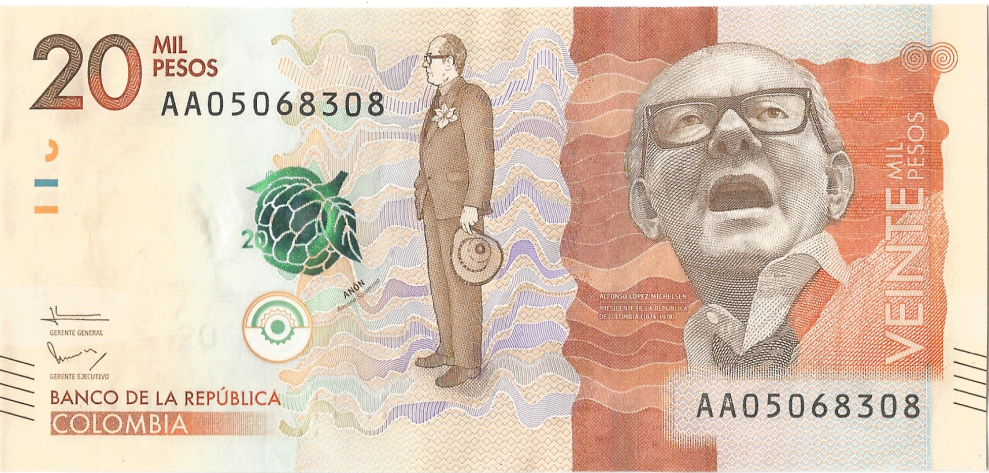 20 MIL
PESOS
AA05068308
20
ANÓN
ALFONSO LÓPEZ MICHELSEN
PRESIDENTE DE LA REPÚBLICA
DE COLOMBIA (1974-1978)
VEINTE MIL
PESOS
GERENTE GENERAL
GERENTE EJECUTIVO
BANCO DE LA REPÚBLICA
COLOMBIA
AA05068308